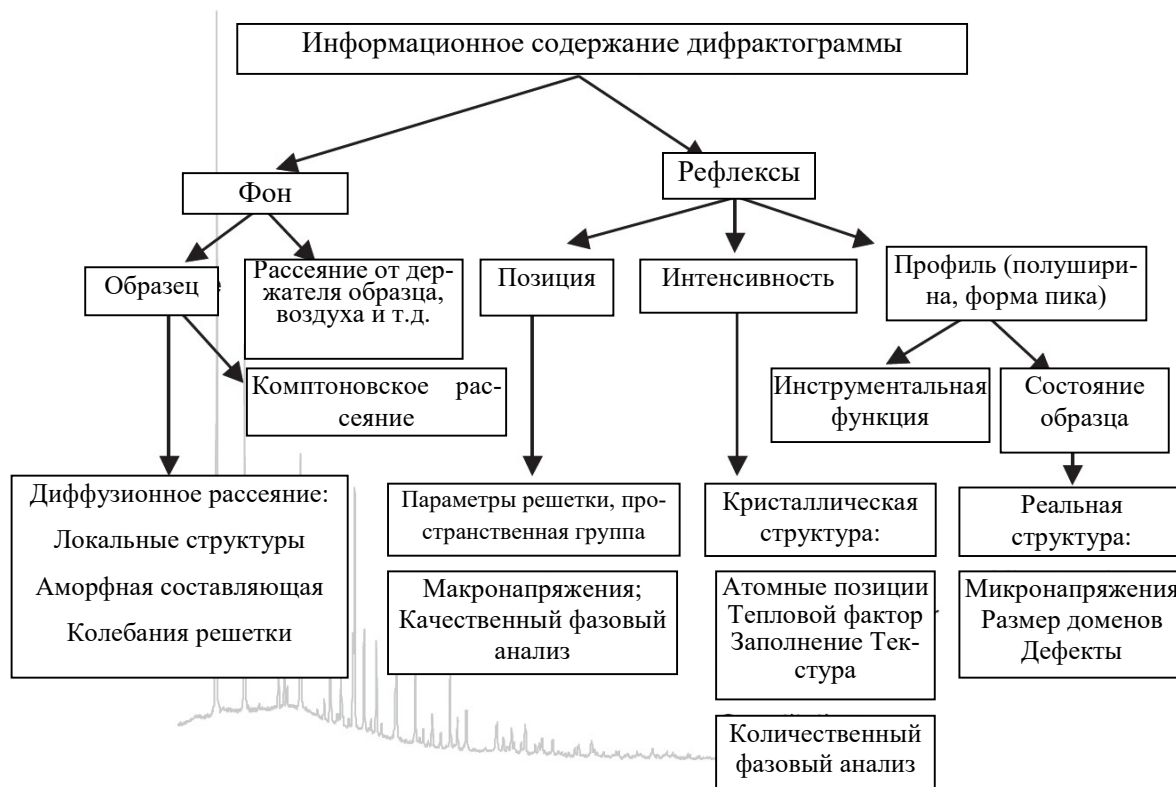 Информационное содержание дифрактограммы
Фон
Рефлексы
Образец
Рассеяние от дер-
жателя образца,
воздуха и т.д.
Позиция
Интенсивность
Профиль (полушири-
на, форма пика)
Комптоновское рас-
сеяние
Инструментальная
функция
Состояние
образца
Диффузионное рассеяние:
Локальные структуры
Аморфная составляющая
Колебания решетки
Параметры решетки, про-
странственная группа
Макронапряжения;
Качественный фазовый
анализ
Кристаллическая
структура:
Атомные позиции
Тепловой фактор
Заполнение Тек-
стура
Количественный
фазовый анализ
Реальная
структура:
Микронапряжения
Размер доменов
Дефекты